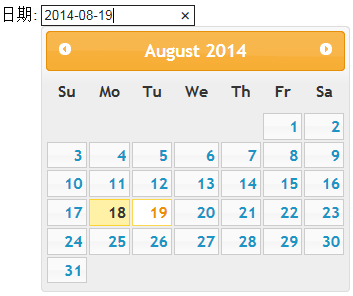 日期: 2014-08-19 ×
August 2014
Su Mo Tu We Th Fr Sa
1 2
3 4 5 6 7 8 9
10 11 12 13 14 15 16
17 18 19 20 21 22 23
24 25 26 27 28 29 30
31